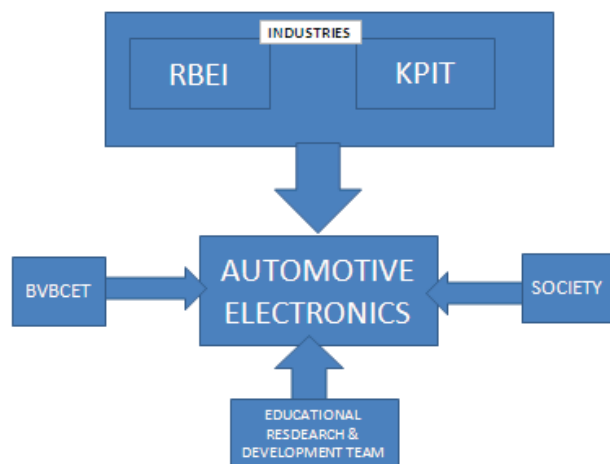 INDUSTRIES
RBEI
KPIT
AUTOMOTIVE
ELECTRONICS
BVBCET
SOCIETY
EDUCATIONAL
RESDEARCH &
DEVELOPMENT TEAM